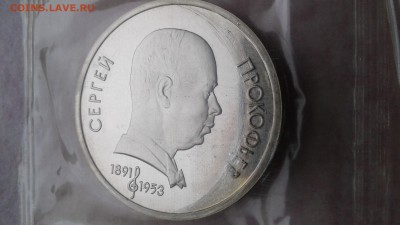 COINS.LAVE.RU
СЕРГЕЙ
ПРОКОФЬЕВ
1891
1953